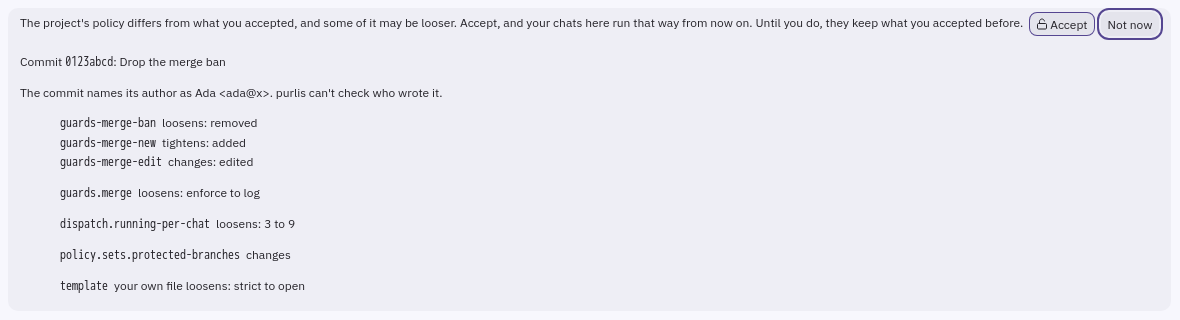 The project's policy differs from what you accepted, and some of it may be looser. Accept, and your chats here run that way from now on. Until you do, they keep what you accepted before. Accept Not now
Commit 0123abcd: Drop the merge ban
The commit names its author as Ada <ada@x>. purlis can't check who wrote it.
guards-merge-ban loosens: removed
guards-merge-new tightens: added
guards-merge-edit changes: edited
guards.merge loosens: enforce to log
dispatch.running-per-chat loosens: 3 to 9
policy.sets.protected-branches changes
template your own file loosens: strict to open